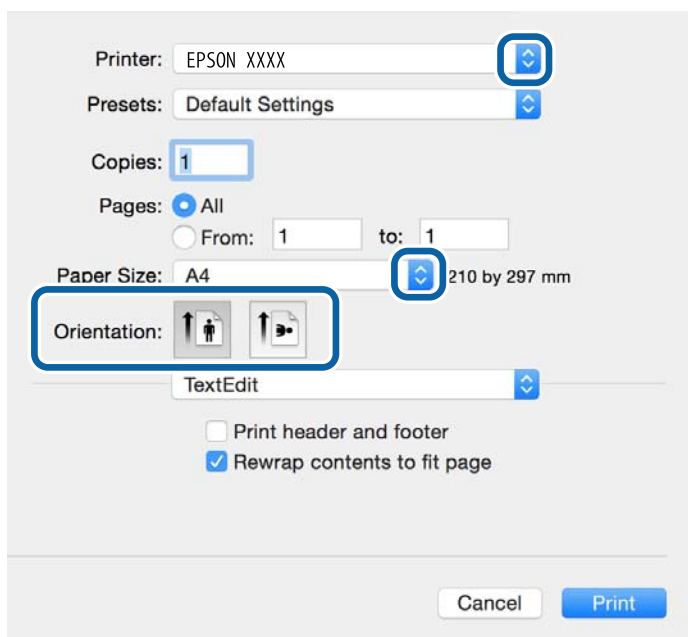 Printer: EPSON XXXX
Presets: Default Settings
Copies: 1
Pages: All
From: 1 to: 1
Paper Size: A4 210 by 297 mm
Orientation:
TextEdit
Print header and footer
Rewrap contents to fit page
Cancel Print